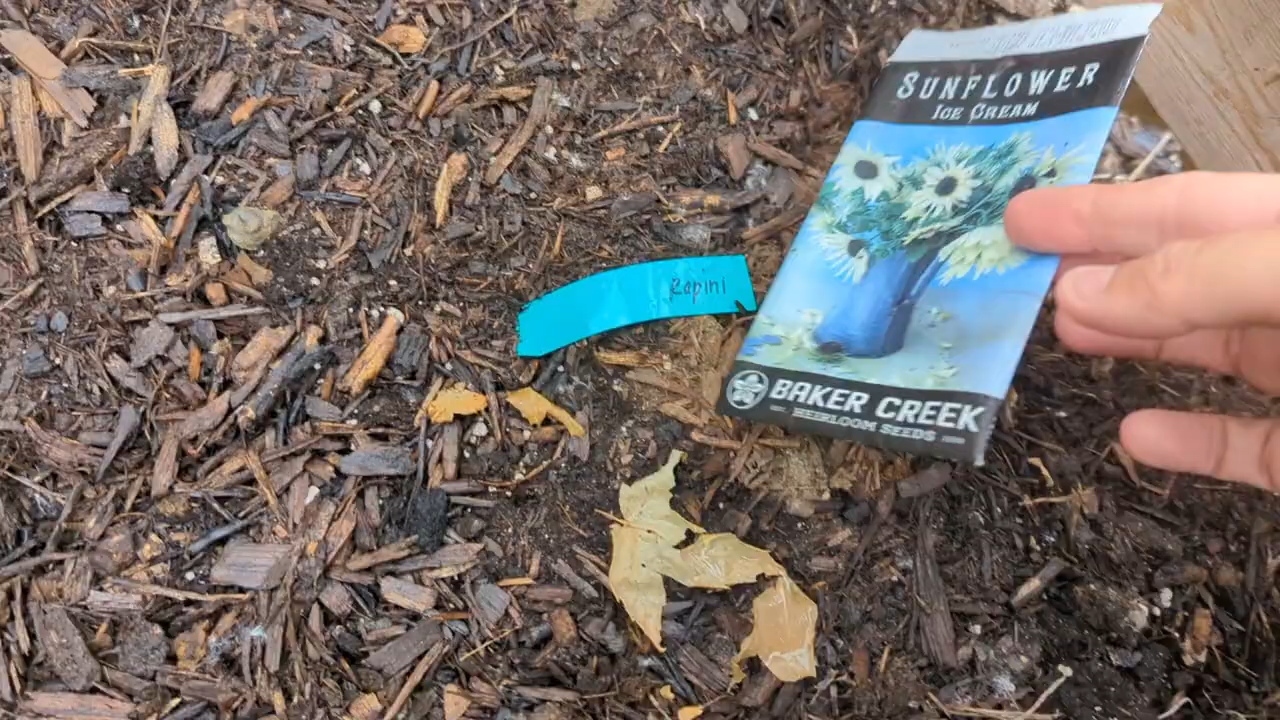 SUNFLOWER
ICE CREAM
Rapini
BAKER CREEK
HEIRLOOM SEEDS